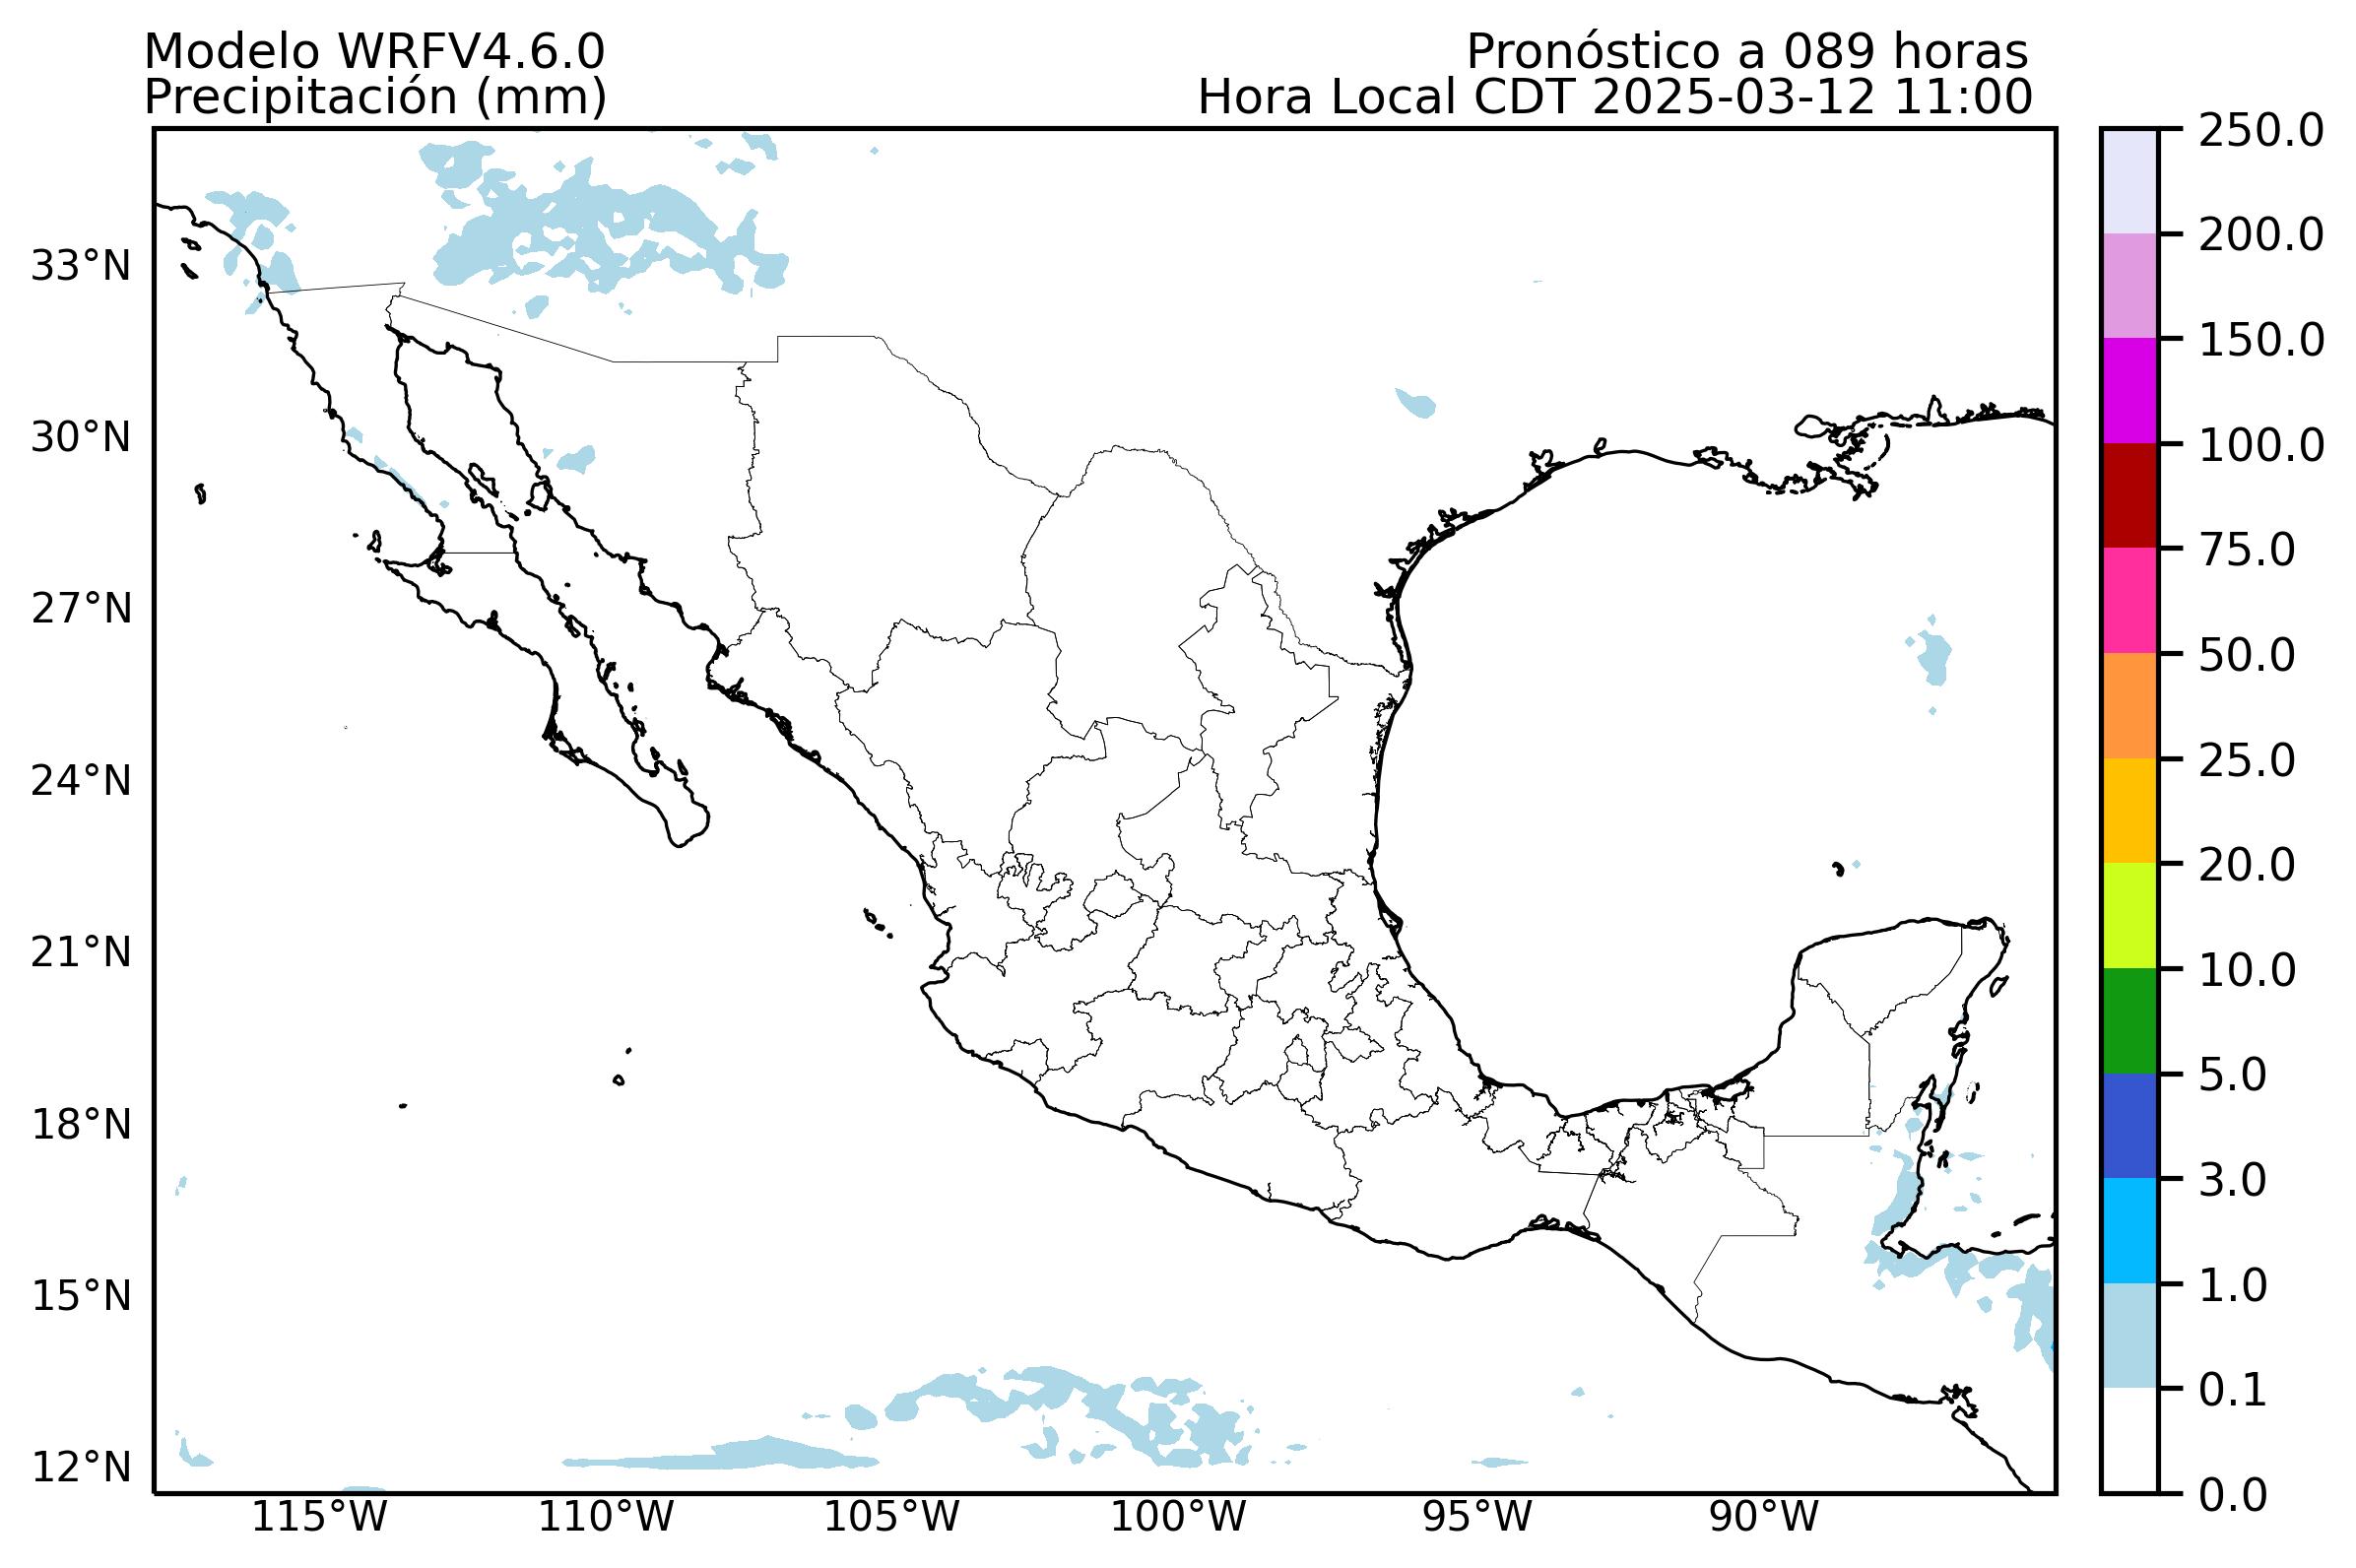 Modelo WRFV4.6.0
Precipitación (mm)
Pronóstico a 089 horas
Hora Local CDT 2025-03-12 11:00
33°N
30°N
27°N
24°N
21°N
18°N
15°N
12°N
115°W
110°W
105°W
100°W
95°W
90°W
250.0
200.0
150.0
100.0
75.0
50.0
25.0
20.0
10.0
5.0
3.0
1.0
0.1
0.0